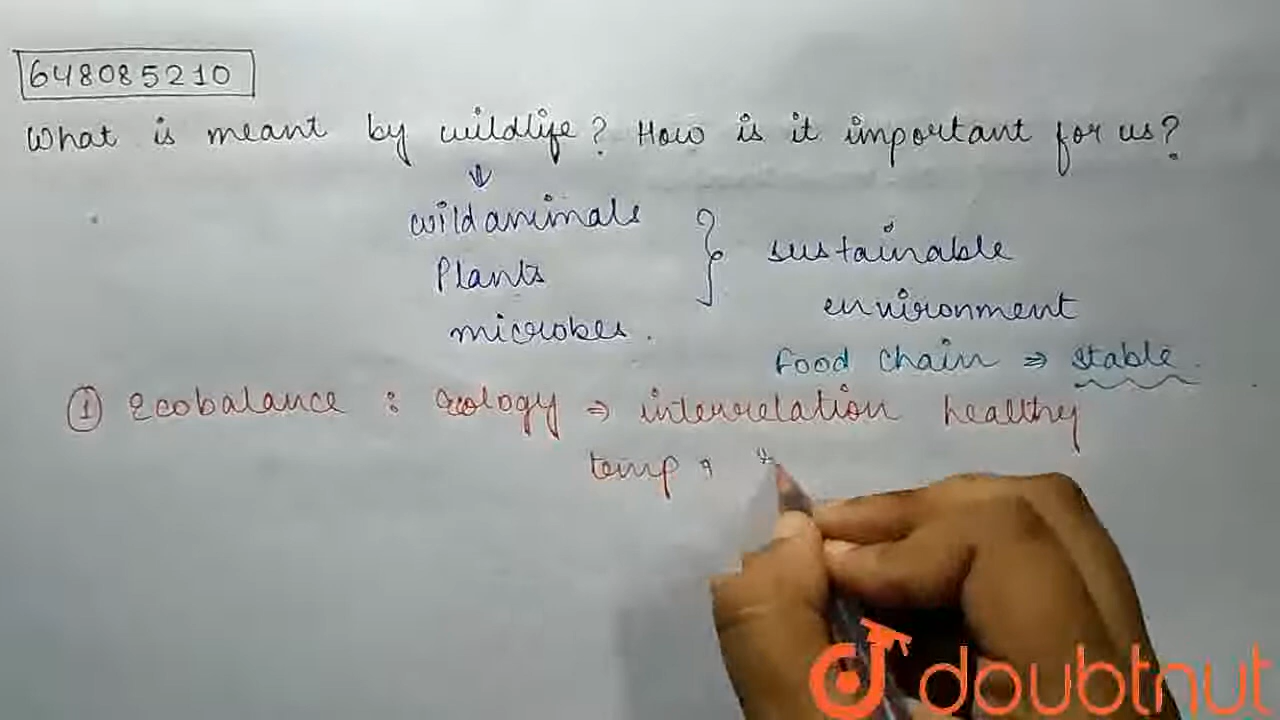 648085210
What is meant by wildlife? How is it important for us?
wild animals
Plants
microbes.
sustainable
environment
Food chain ⇒ stable.
① Ecobalance : ecology ⇒ interrelation healthy
temp,
doubtnut